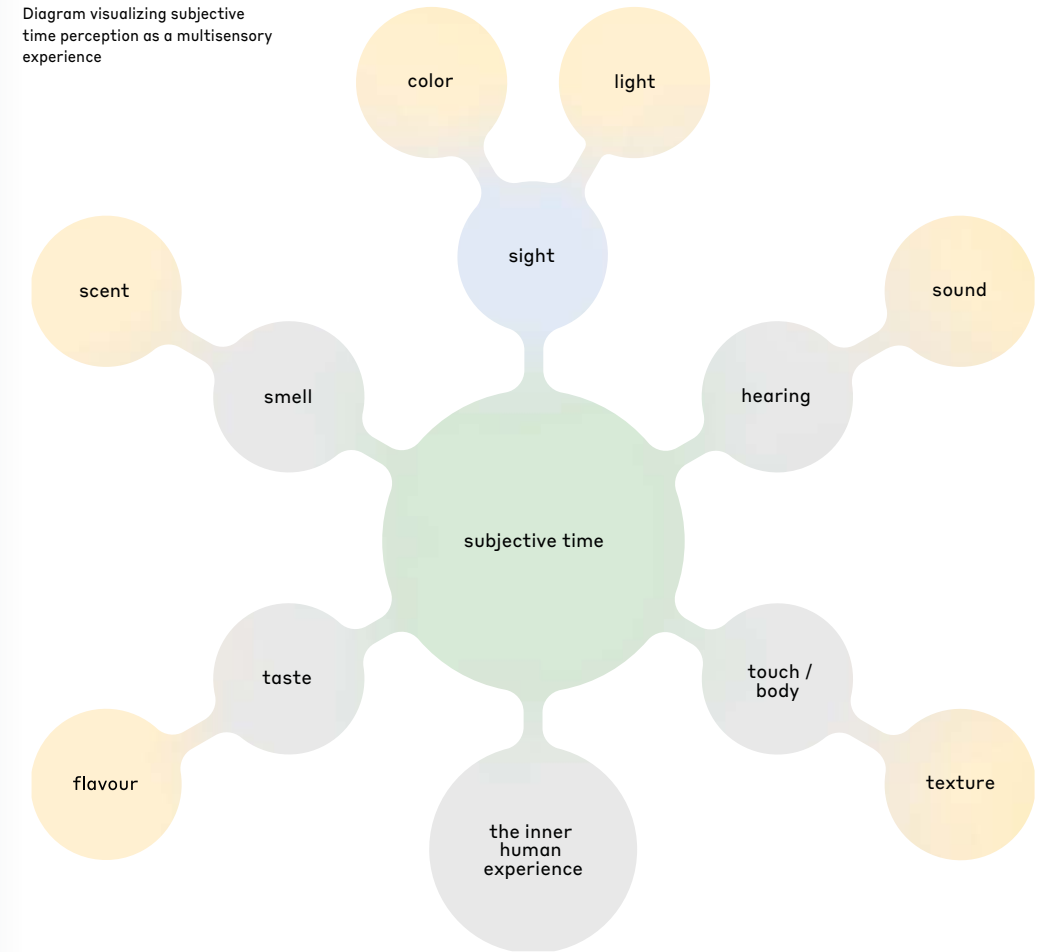 Diagram visualizing subjective
time perception as a multisensory
experience
color
light
sight
scent
sound
smell
hearing
subjective time
taste
touch /
body
flavour
texture
the inner
human
experience